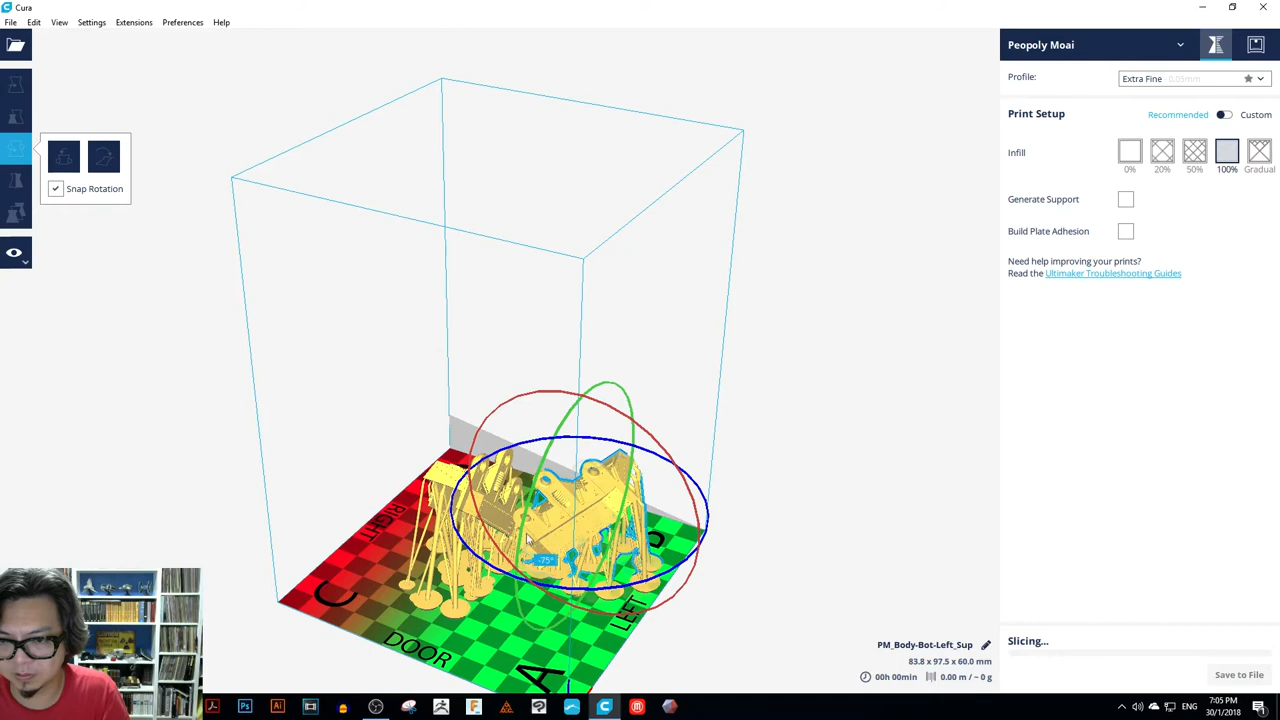 Cura
File Edit View Settings Extensions Preferences Help
Peopoly Moai
Profile: Extra Fine 0.05mm
Print Setup Recommended Custom
Infill
0% 20% 50% 100% Gradual
Snap Rotation
Generate Support
Build Plate Adhesion
Need help improving your prints?
Read the Ultimaker Troubleshooting Guides
-75°
RIGHT
C
DOOR
LEFT
A
B
PM_Body-Bot-Left_Sup
83.8 x 97.5 x 60.0 mm
00h 00min 0.00 m / ~ 0 g
Slicing...
Save to File
ENG
7:05 PM
30/1/2018